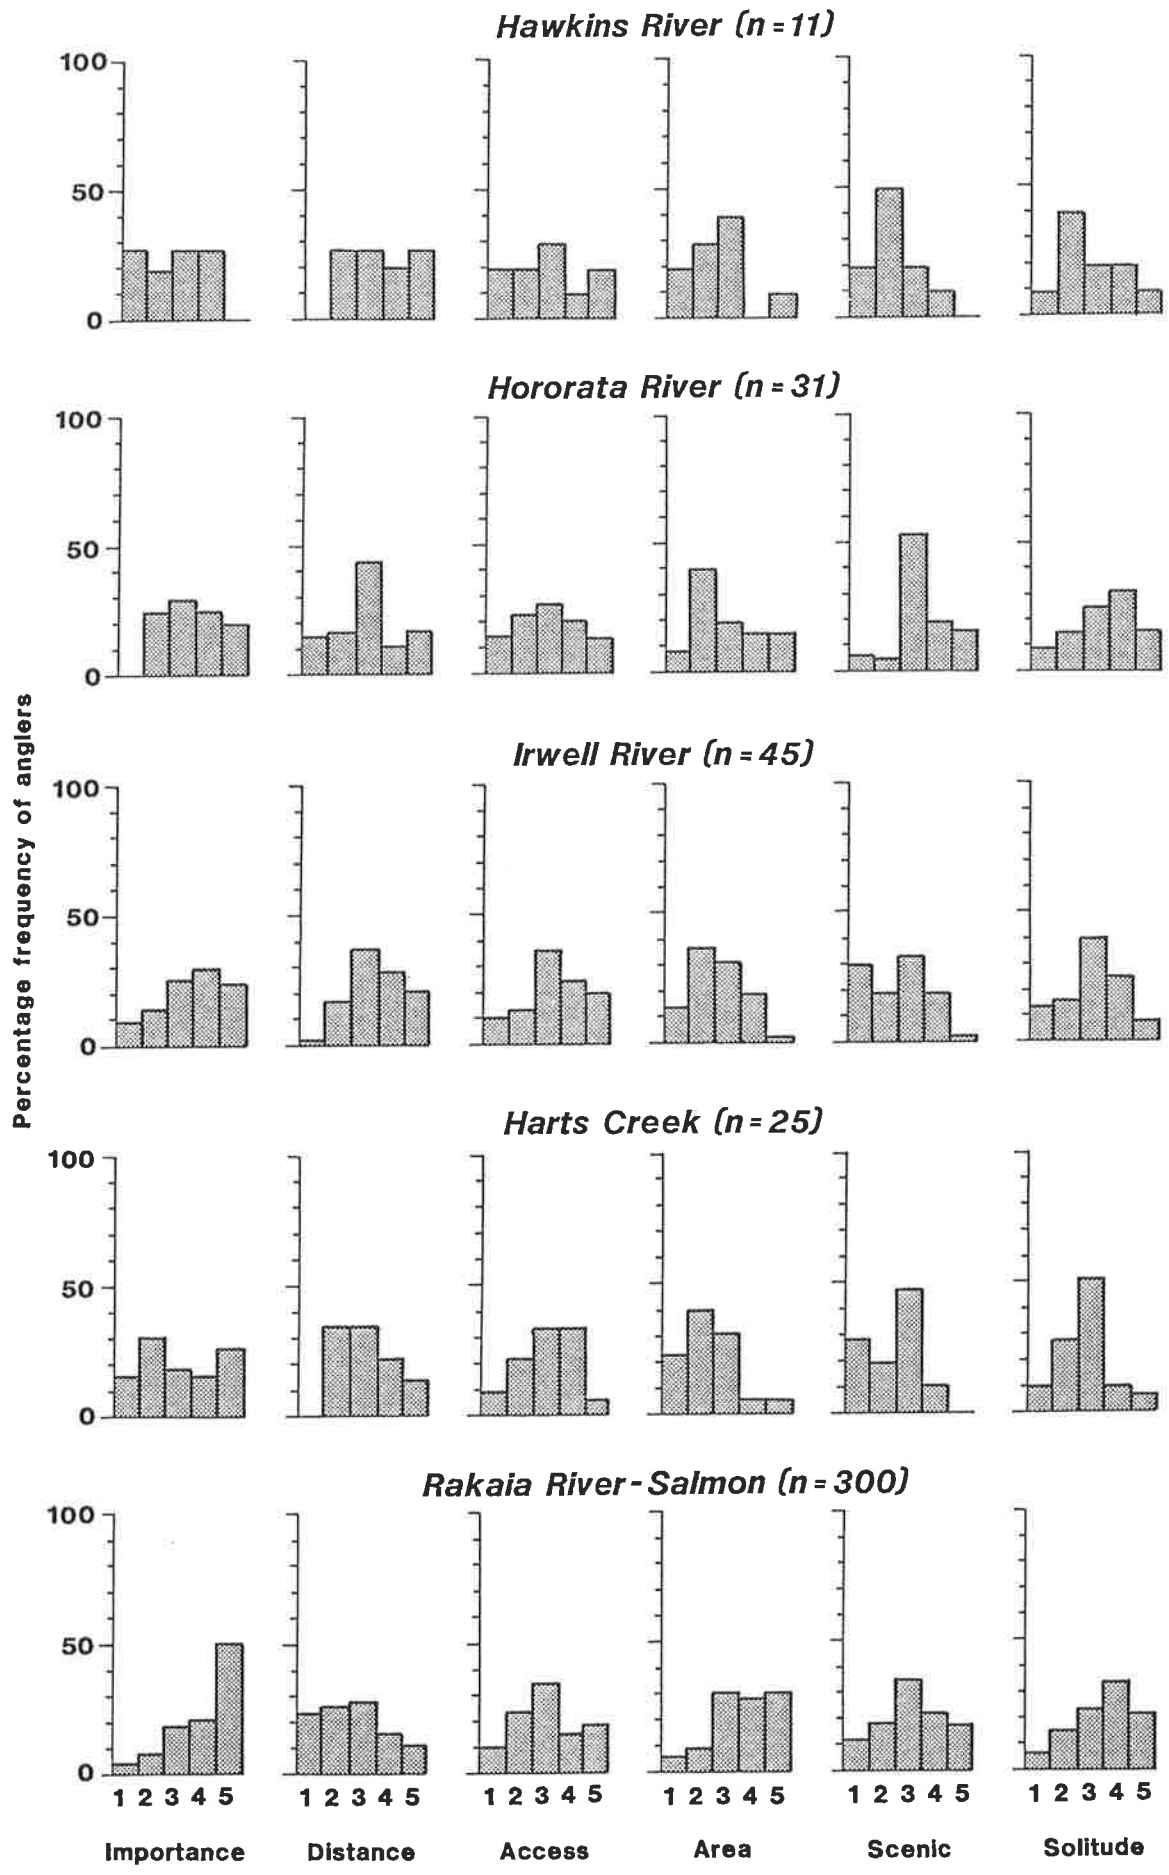 Hawkins River (n=11)
100
50
0
Hororata River (n=31)
100
50
0
Irwell River (n=45)
100
50
0
Percentage frequency of anglers
Harts Creek (n=25)
100
50
0
Rakaia River-Salmon (n=300)
100
50
0
1 2 3 4 5 1 2 3 4 5 1 2 3 4 5 1 2 3 4 5 1 2 3 4 5 1 2 3 4 5
Importance Distance Access Area Scenic Solitude